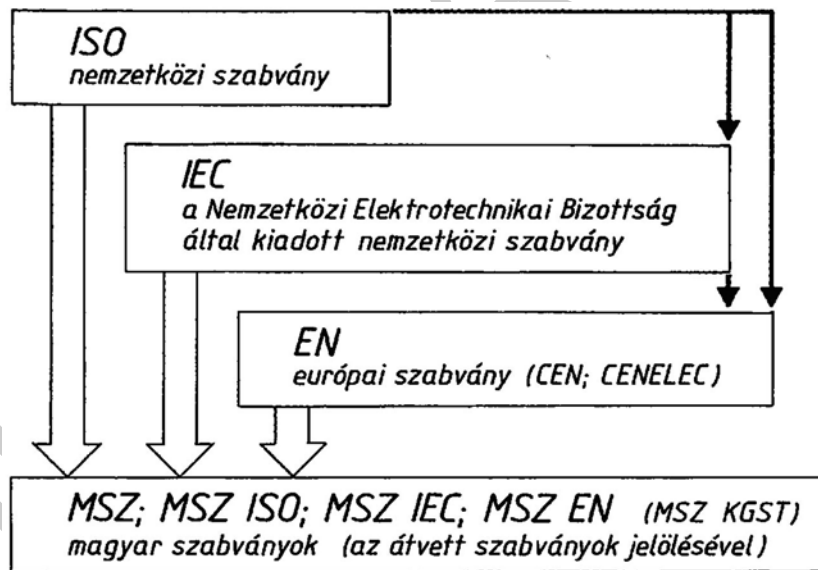 ISO
nemzetközi szabvány
IEC
a Nemzetközi Elektrotechnikai Bizottság
által kiadott nemzetközi szabvány
EN
európai szabvány (CEN; CENELEC)
MSZ; MSZ ISO; MSZ IEC; MSZ EN (MSZ KGST)
magyar szabványok (az átvett szabványok jelölésével)